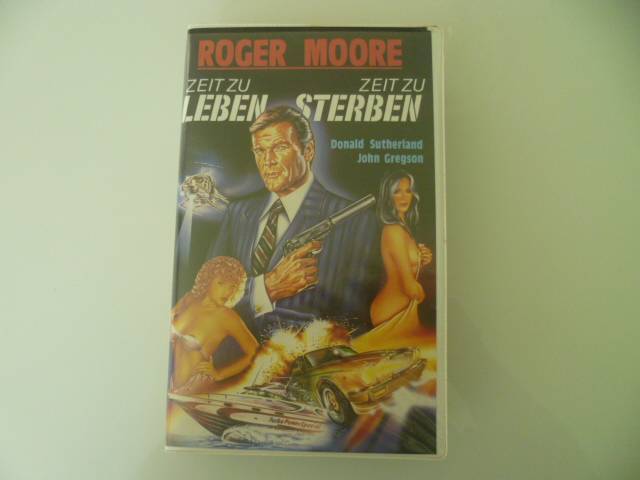 ROGER MOORE
ZEIT ZU ZEIT ZU
LEBEN STERBEN
Donald Sutherland
John Gregson